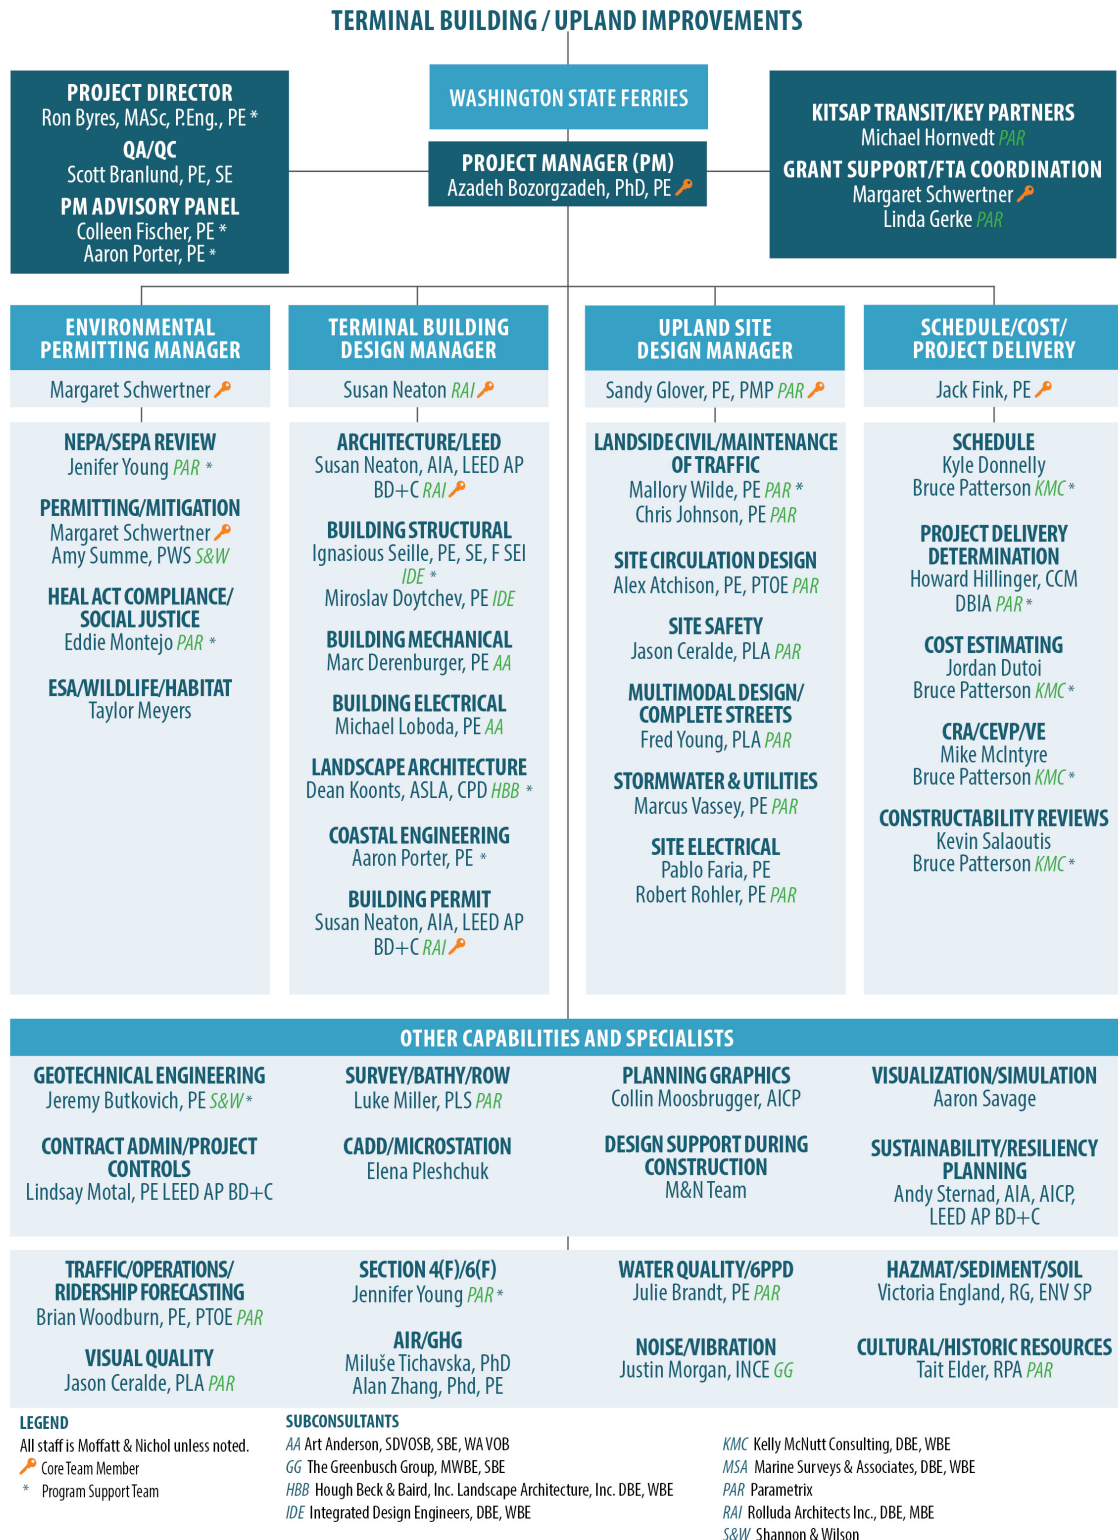 TERMINAL BUILDING / UPLAND IMPROVEMENTS
PROJECT DIRECTOR
Ron Byres, MASc, P.Eng., PE *
QA/QC
Scott Branlund, PE, SE
PM ADVISORY PANEL
Colleen Fischer, PE *
Aaron Porter, PE *
WASHINGTON STATE FERRIES
PROJECT MANAGER (PM)
Azadeh Bozorgzadeh, PhD, PE
KITSAP TRANSIT/KEY PARTNERS
Michael Hornvedt PAR
GRANT SUPPORT/FTA COORDINATION
Margaret Schwertner
Linda Gerke PAR
ENVIRONMENTAL
PERMITTING MANAGER
Margaret Schwertner
NEPA/SEPA REVIEW
Jenifer Young PAR *
PERMITTING/MITIGATION
Margaret Schwertner
Amy Summe, PWS S&W
HEAL ACT COMPLIANCE/
SOCIAL JUSTICE
Eddie Montejo PAR *
ESA/WILDLIFE/HABITAT
Taylor Meyers
TERMINAL BUILDING
DESIGN MANAGER
Susan Neaton RAI
ARCHITECTURE/LEED
Susan Neaton, AIA, LEED AP
BD+C RAI
BUILDING STRUCTURAL
Ignasious Seille, PE, SE, F SEI
IDE *
Miroslav Doytchev, PE IDE
BUILDING MECHANICAL
Marc Derenburger, PE AA
BUILDING ELECTRICAL
Michael Loboda, PE AA
LANDSCAPE ARCHITECTURE
Dean Koonts, ASLA, CPD HBB *
COASTAL ENGINEERING
Aaron Porter, PE *
BUILDING PERMIT
Susan Neaton, AIA, LEED AP
BD+C RAI
UPLAND SITE
DESIGN MANAGER
Sandy Glover, PE, PMP PAR
LANDSIDE CIVIL/MAINTENANCE
OF TRAFFIC
Mallory Wilde, PE PAR *
Chris Johnson, PE PAR
SITE CIRCULATION DESIGN
Alex Atchison, PE, PTOE PAR
SITE SAFETY
Jason Ceralde, PLA PAR
MULTIMODAL DESIGN/
COMPLETE STREETS
Fred Young, PLA PAR
STORMWATER & UTILITIES
Marcus Vassey, PE PAR
SITE ELECTRICAL
Pablo Faria, PE
Robert Rohler, PE PAR
SCHEDULE/COST/
PROJECT DELIVERY
Jack Fink, PE
SCHEDULE
Kyle Donnelly
Bruce Patterson KMC *
PROJECT DELIVERY
DETERMINATION
Howard Hillinger, CCM
DBIA PAR *
COST ESTIMATING
Jordan Dutoi
Bruce Patterson KMC *
CRA/CEVP/VE
Mike McIntyre
Bruce Patterson KMC *
CONSTRUCTABILITY REVIEWS
Kevin Salaoutis
Bruce Patterson KMC *
OTHER CAPABILITIES AND SPECIALISTS
GEOTECHNICAL ENGINEERING
Jeremy Butkovich, PE S&W *
CONTRACT ADMIN/PROJECT
CONTROLS
Lindsay Motal, PE LEED AP BD+C
SURVEY/BATHY/ROW
Luke Miller, PLS PAR
CADD/MICROSTATION
Elena Pleshchuk
PLANNING GRAPHICS
Collin Moosbrugger, AICP
DESIGN SUPPORT DURING
CONSTRUCTION
M&N Team
VISUALIZATION/SIMULATION
Aaron Savage
SUSTAINABILITY/RESILIENCY
PLANNING
Andy Sternad, AIA, AICP,
LEED AP BD+C
TRAFFIC/OPERATIONS/
RIDERSHIP FORECASTING
Brian Woodburn, PE, PTOE PAR
VISUAL QUALITY
Jason Ceralde, PLA PAR
SECTION 4(F)/6(F)
Jennifer Young PAR *
AIR/GHG
Miluše Tichavska, PhD
Alan Zhang, Phd, PE
WATER QUALITY/6PPD
Julie Brandt, PE PAR
NOISE/VIBRATION
Justin Morgan, INCE GG
HAZMAT/SEDIMENT/SOIL
Victoria England, RG, ENV SP
CULTURAL/HISTORIC RESOURCES
Tait Elder, RPA PAR
LEGEND
All staff is Moffatt & Nichol unless noted.
Core Team Member
* Program Support Team
SUBCONSULTANTS
AA Art Anderson, SDVOSB, SBE, WA VOB
GG The Greenbusch Group, MWBE, SBE
HBB Hough Beck & Baird, Inc. Landscape Architecture, Inc. DBE, WBE
IDE Integrated Design Engineers, DBE, WBE
KMC Kelly McNutt Consulting, DBE, WBE
MSA Marine Surveys & Associates, DBE, WBE
PAR Parametrix
RAI Rolluda Architects Inc., DBE, MBE
S&W Shannon & Wilson